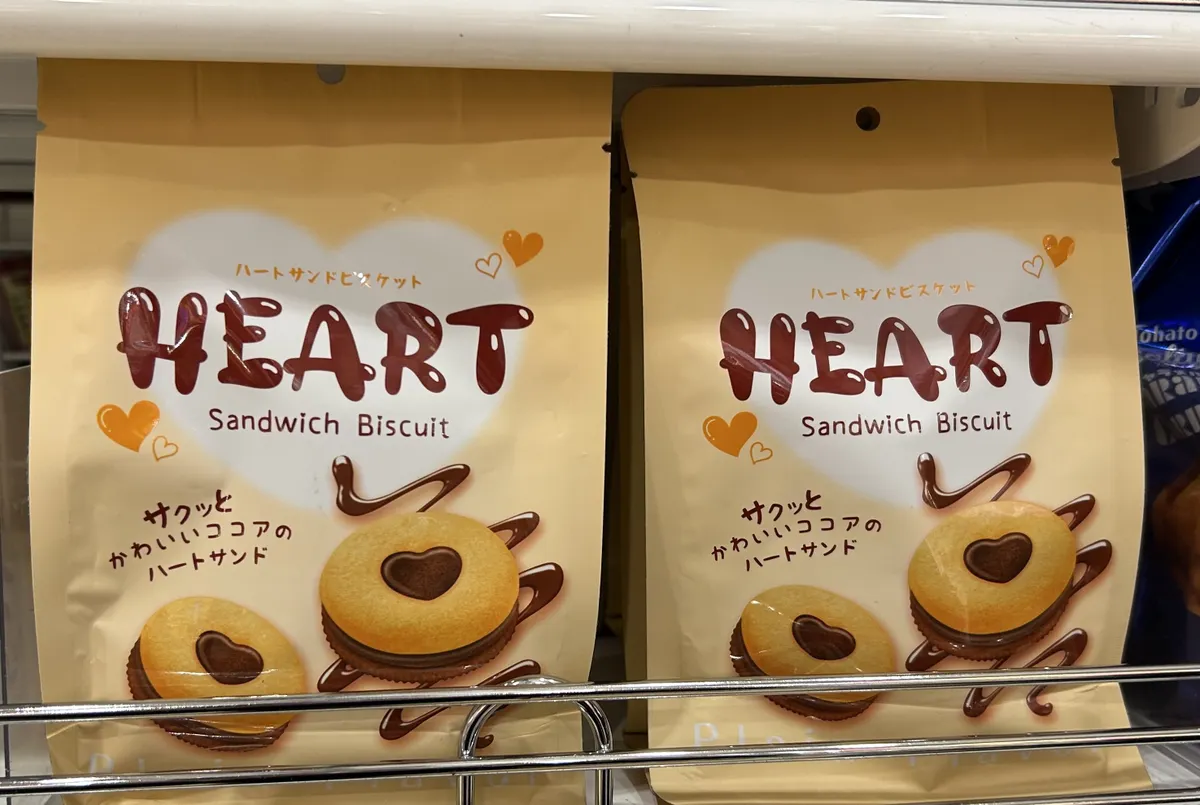 ハートサンドビスケット
HEART
Sandwich Biscuit
サクッと
かわいいココアの
ハートサンド
ハートサンドビスケット
HEART
Sandwich Biscuit
サクッと
かわいいココアの
ハートサンド